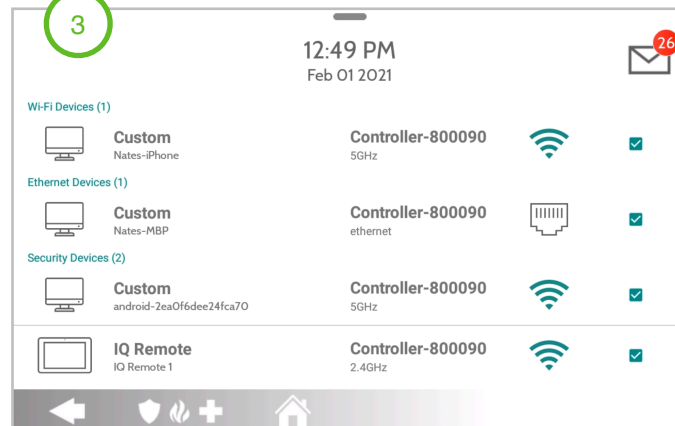 3
12:49 PM
26
Feb 01 2021
Wi-Fi Devices (1)
Custom Controller-800090
Nates-iPhone 5GHz
Ethernet Devices (1)
Custom Controller-800090
Nates-MBP ethernet
Security Devices (2)
Custom Controller-800090
android-2ea0f6dee24fca70 5GHz
IQ Remote Controller-800090
IQ Remote 1 2.4GHz